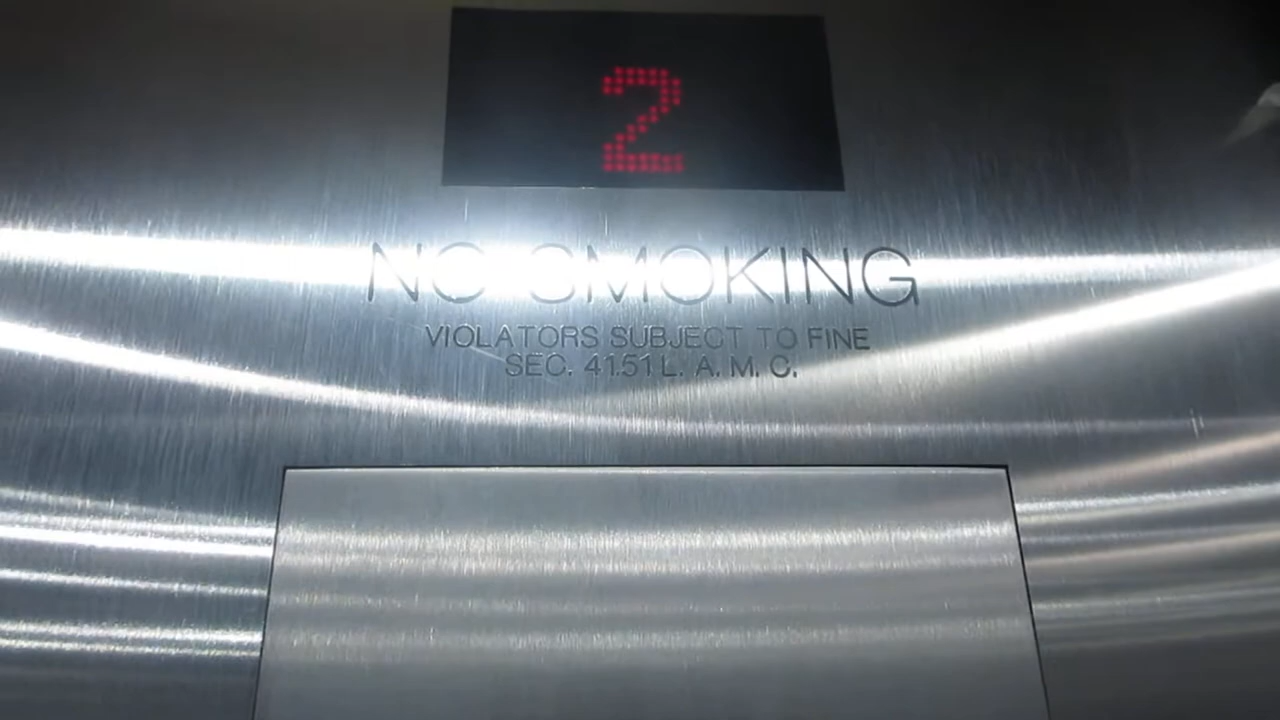 2
NO SMOKING
VIOLATORS SUBJECT TO FINE
SEC. 41.51 L. A. M. C.